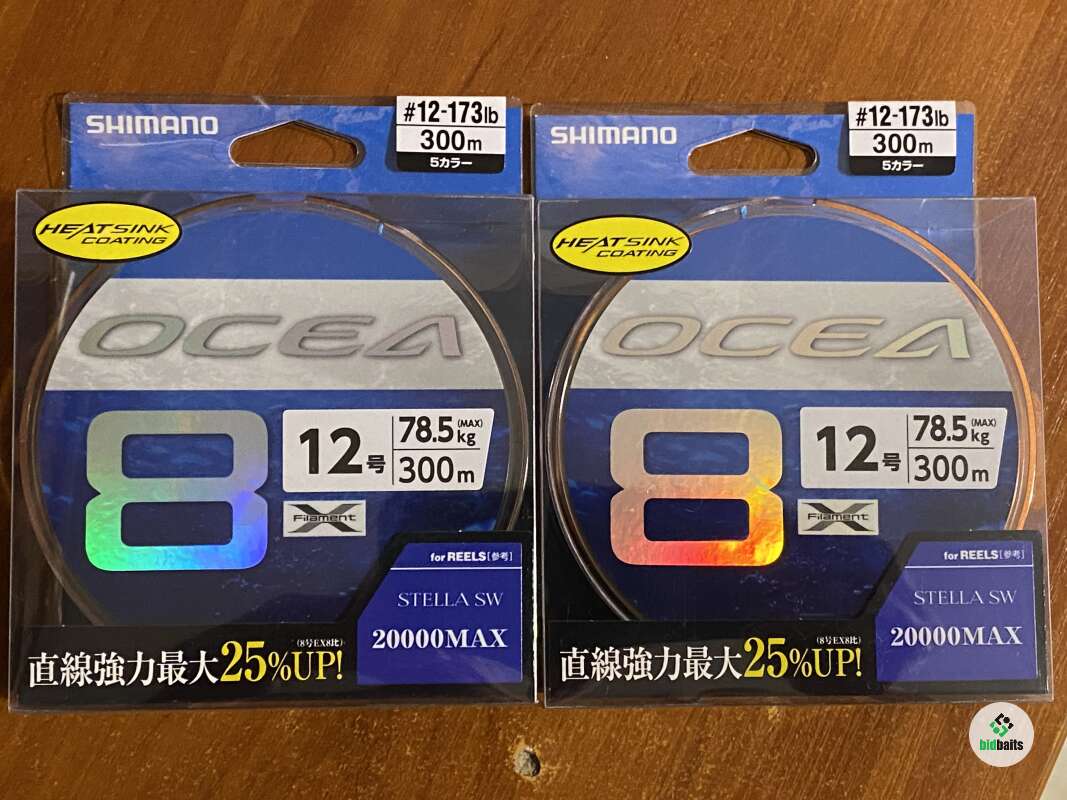 SHIMANO
#12-173lb
300m
5カラー
HEATSINK
COATING
OCEA
8
12号
78.5kg (MAX)
300m
X Filament
for REELS[参考]
STELLA SW
20000MAX
(8号EX8比)
直線強力最大25%UP!
SHIMANO
#12-173lb
300m
5カラー
HEATSINK
COATING
OCEA
8
12号
78.5kg (MAX)
300m
X Filament
for REELS[参考]
STELLA SW
20000MAX
(8号EX8比)
直線強力最大25%UP!
bidbaits